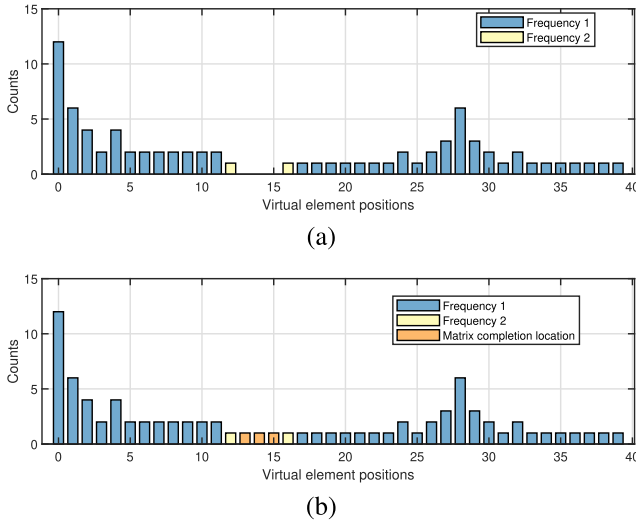 15
10
5
0
Counts
Frequency 1
Frequency 2
0 5 10 15 20 25 30 35 40
Virtual element positions
(a)
15
10
5
0
Counts
Frequency 1
Frequency 2
Matrix completion location
0 5 10 15 20 25 30 35 40
Virtual element positions
(b)